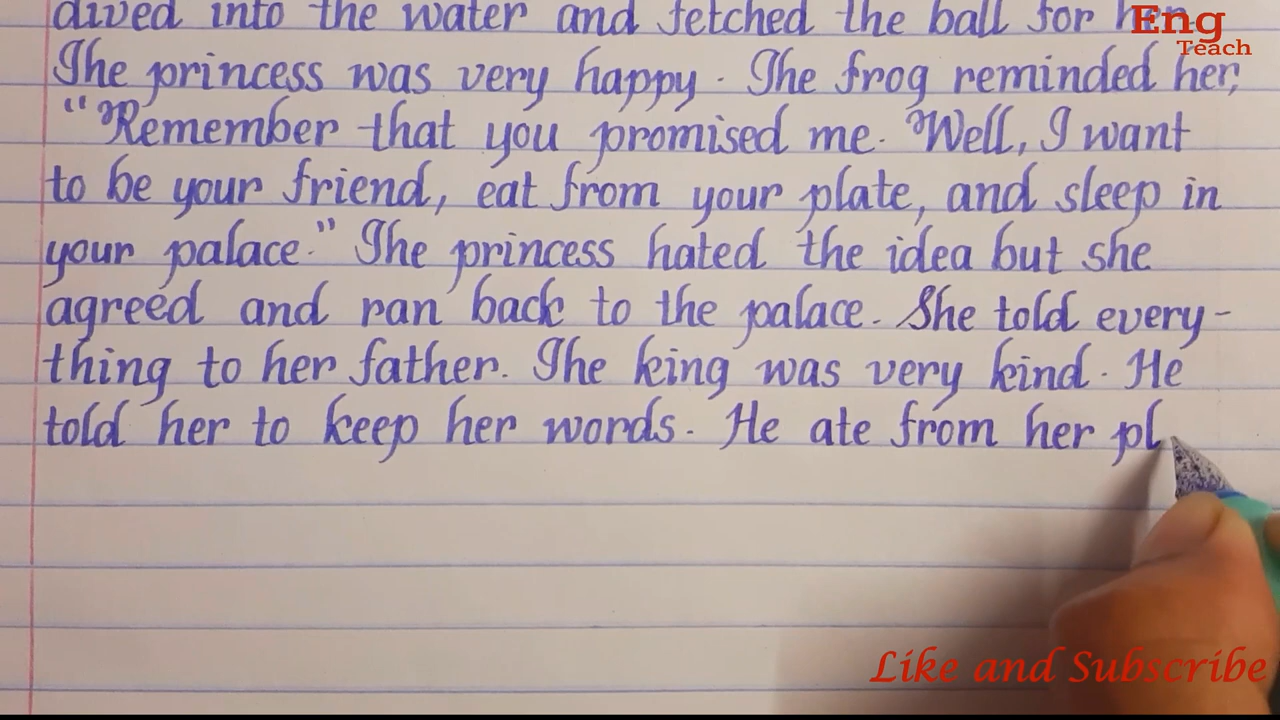 dived into the water and fetched the ball for her.
Eng
Teach
The princess was very happy. The frog reminded her,
"Remember that you promised me. Well, I want
to be your friend, eat from your plate, and sleep in
your palace." The princess hated the idea but she
agreed and ran back to the palace. She told every-
thing to her father. The king was very kind. He
told her to keep her words. He ate from her pl
Like and Subscribe